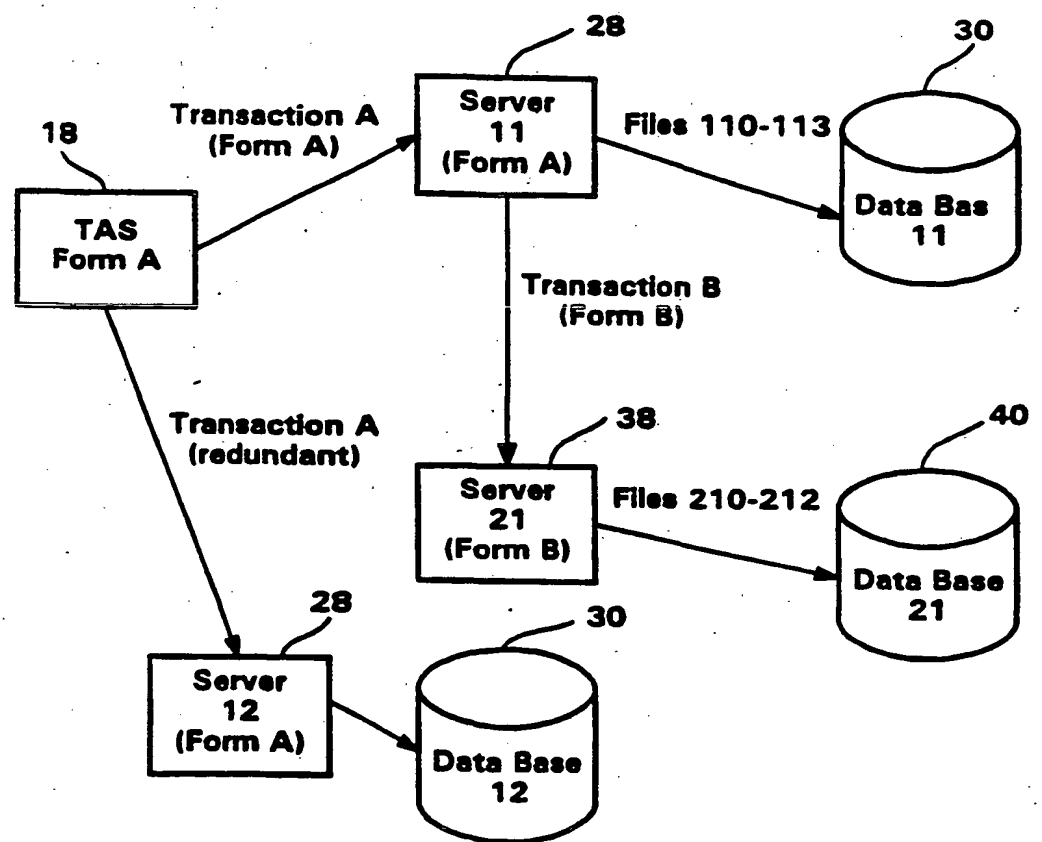 28
30
Server
11
(Form A)
Transaction A
(Form A)
Files 110-113
18
TAS
Form A
Data Bas
11
Transaction B
(Form B)
Transaction A
(redundant)
38
40
Server
21
(Form B)
Files 210-212
Data Base
21
28
30
Server
12
(Form A)
Data Base
12